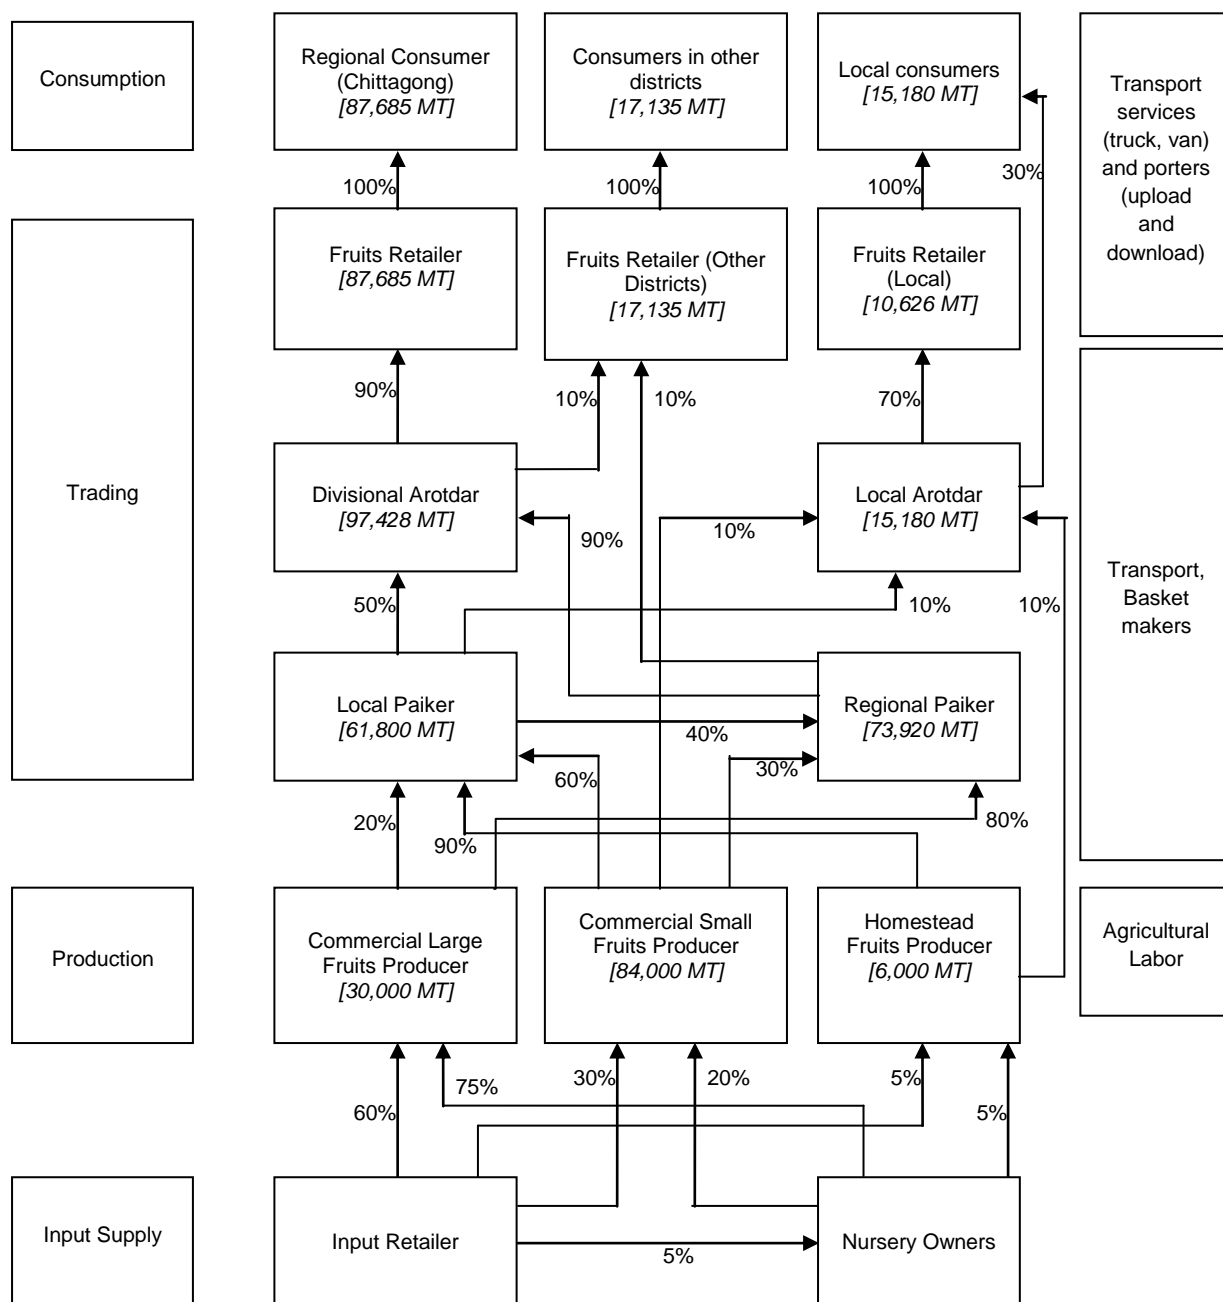 Consumption
Regional Consumer
(Chittagong)
[87,685 MT]
Consumers in other
districts
[17,135 MT]
Local consumers
[15,180 MT]
Transport
services
(truck, van)
and porters
(upload
and
download)
100%
100%
100%
30%
Trading
Fruits Retailer
[87,685 MT]
Fruits Retailer (Other
Districts)
[17,135 MT]
Fruits Retailer
(Local)
[10,626 MT]
90%
10%
10%
70%
Divisional Arotdar
[97,428 MT]
Local Arotdar
[15,180 MT]
Transport,
Basket
makers
90%
10%
50%
10%
10%
Local Paiker
[61,800 MT]
Regional Paiker
[73,920 MT]
40%
60%
30%
20%
90%
80%
Production
Commercial Large
Fruits Producer
[30,000 MT]
Commercial Small
Fruits Producer
[84,000 MT]
Homestead
Fruits Producer
[6,000 MT]
Agricultural
Labor
60%
75%
30%
20%
5%
5%
Input Supply
Input Retailer
Nursery Owners
5%